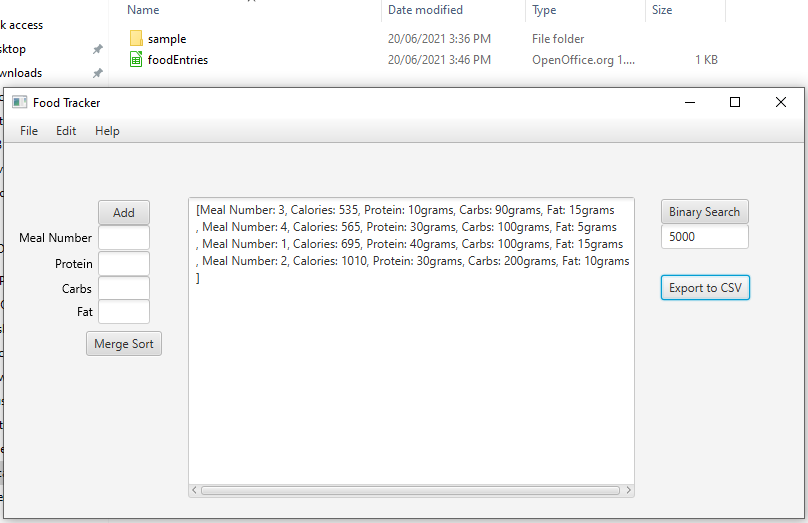 Name Date modified Type Size
k access
sample 20/06/2021 3:36 PM File folder
sktop
foodEntries 20/06/2021 3:46 PM OpenOffice.org 1.... 1 KB
wnloads
Food Tracker
File Edit Help
Add
Meal Number
Protein
Carbs
Fat
Merge Sort
[Meal Number: 3, Calories: 535, Protein: 10grams, Carbs: 90grams, Fat: 15grams
, Meal Number: 4, Calories: 565, Protein: 30grams, Carbs: 100grams, Fat: 5grams
, Meal Number: 1, Calories: 695, Protein: 40grams, Carbs: 100grams, Fat: 15grams
, Meal Number: 2, Calories: 1010, Protein: 30grams, Carbs: 200grams, Fat: 10grams
]
Binary Search
5000
Export to CSV